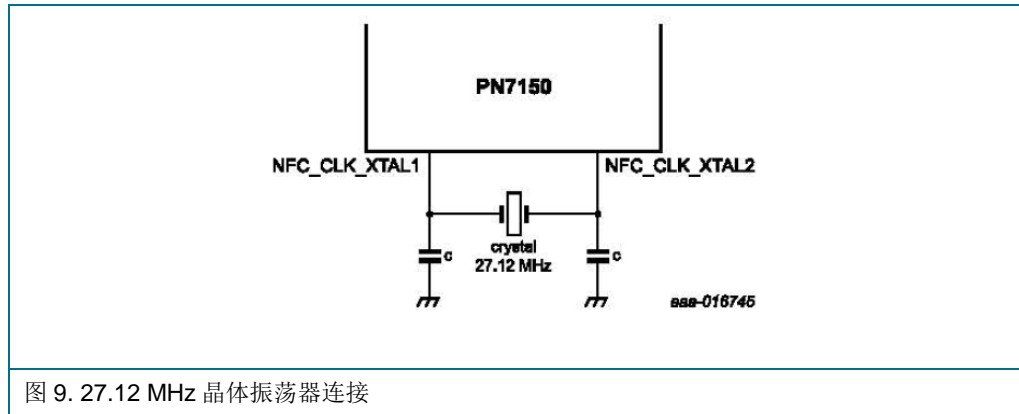 PN7150
NFC_CLK_XTAL1
NFC_CLK_XTAL2
crystal
27.12 MHz
c
c
aaa-016745
图 9. 27.12 MHz 晶体振荡器连接